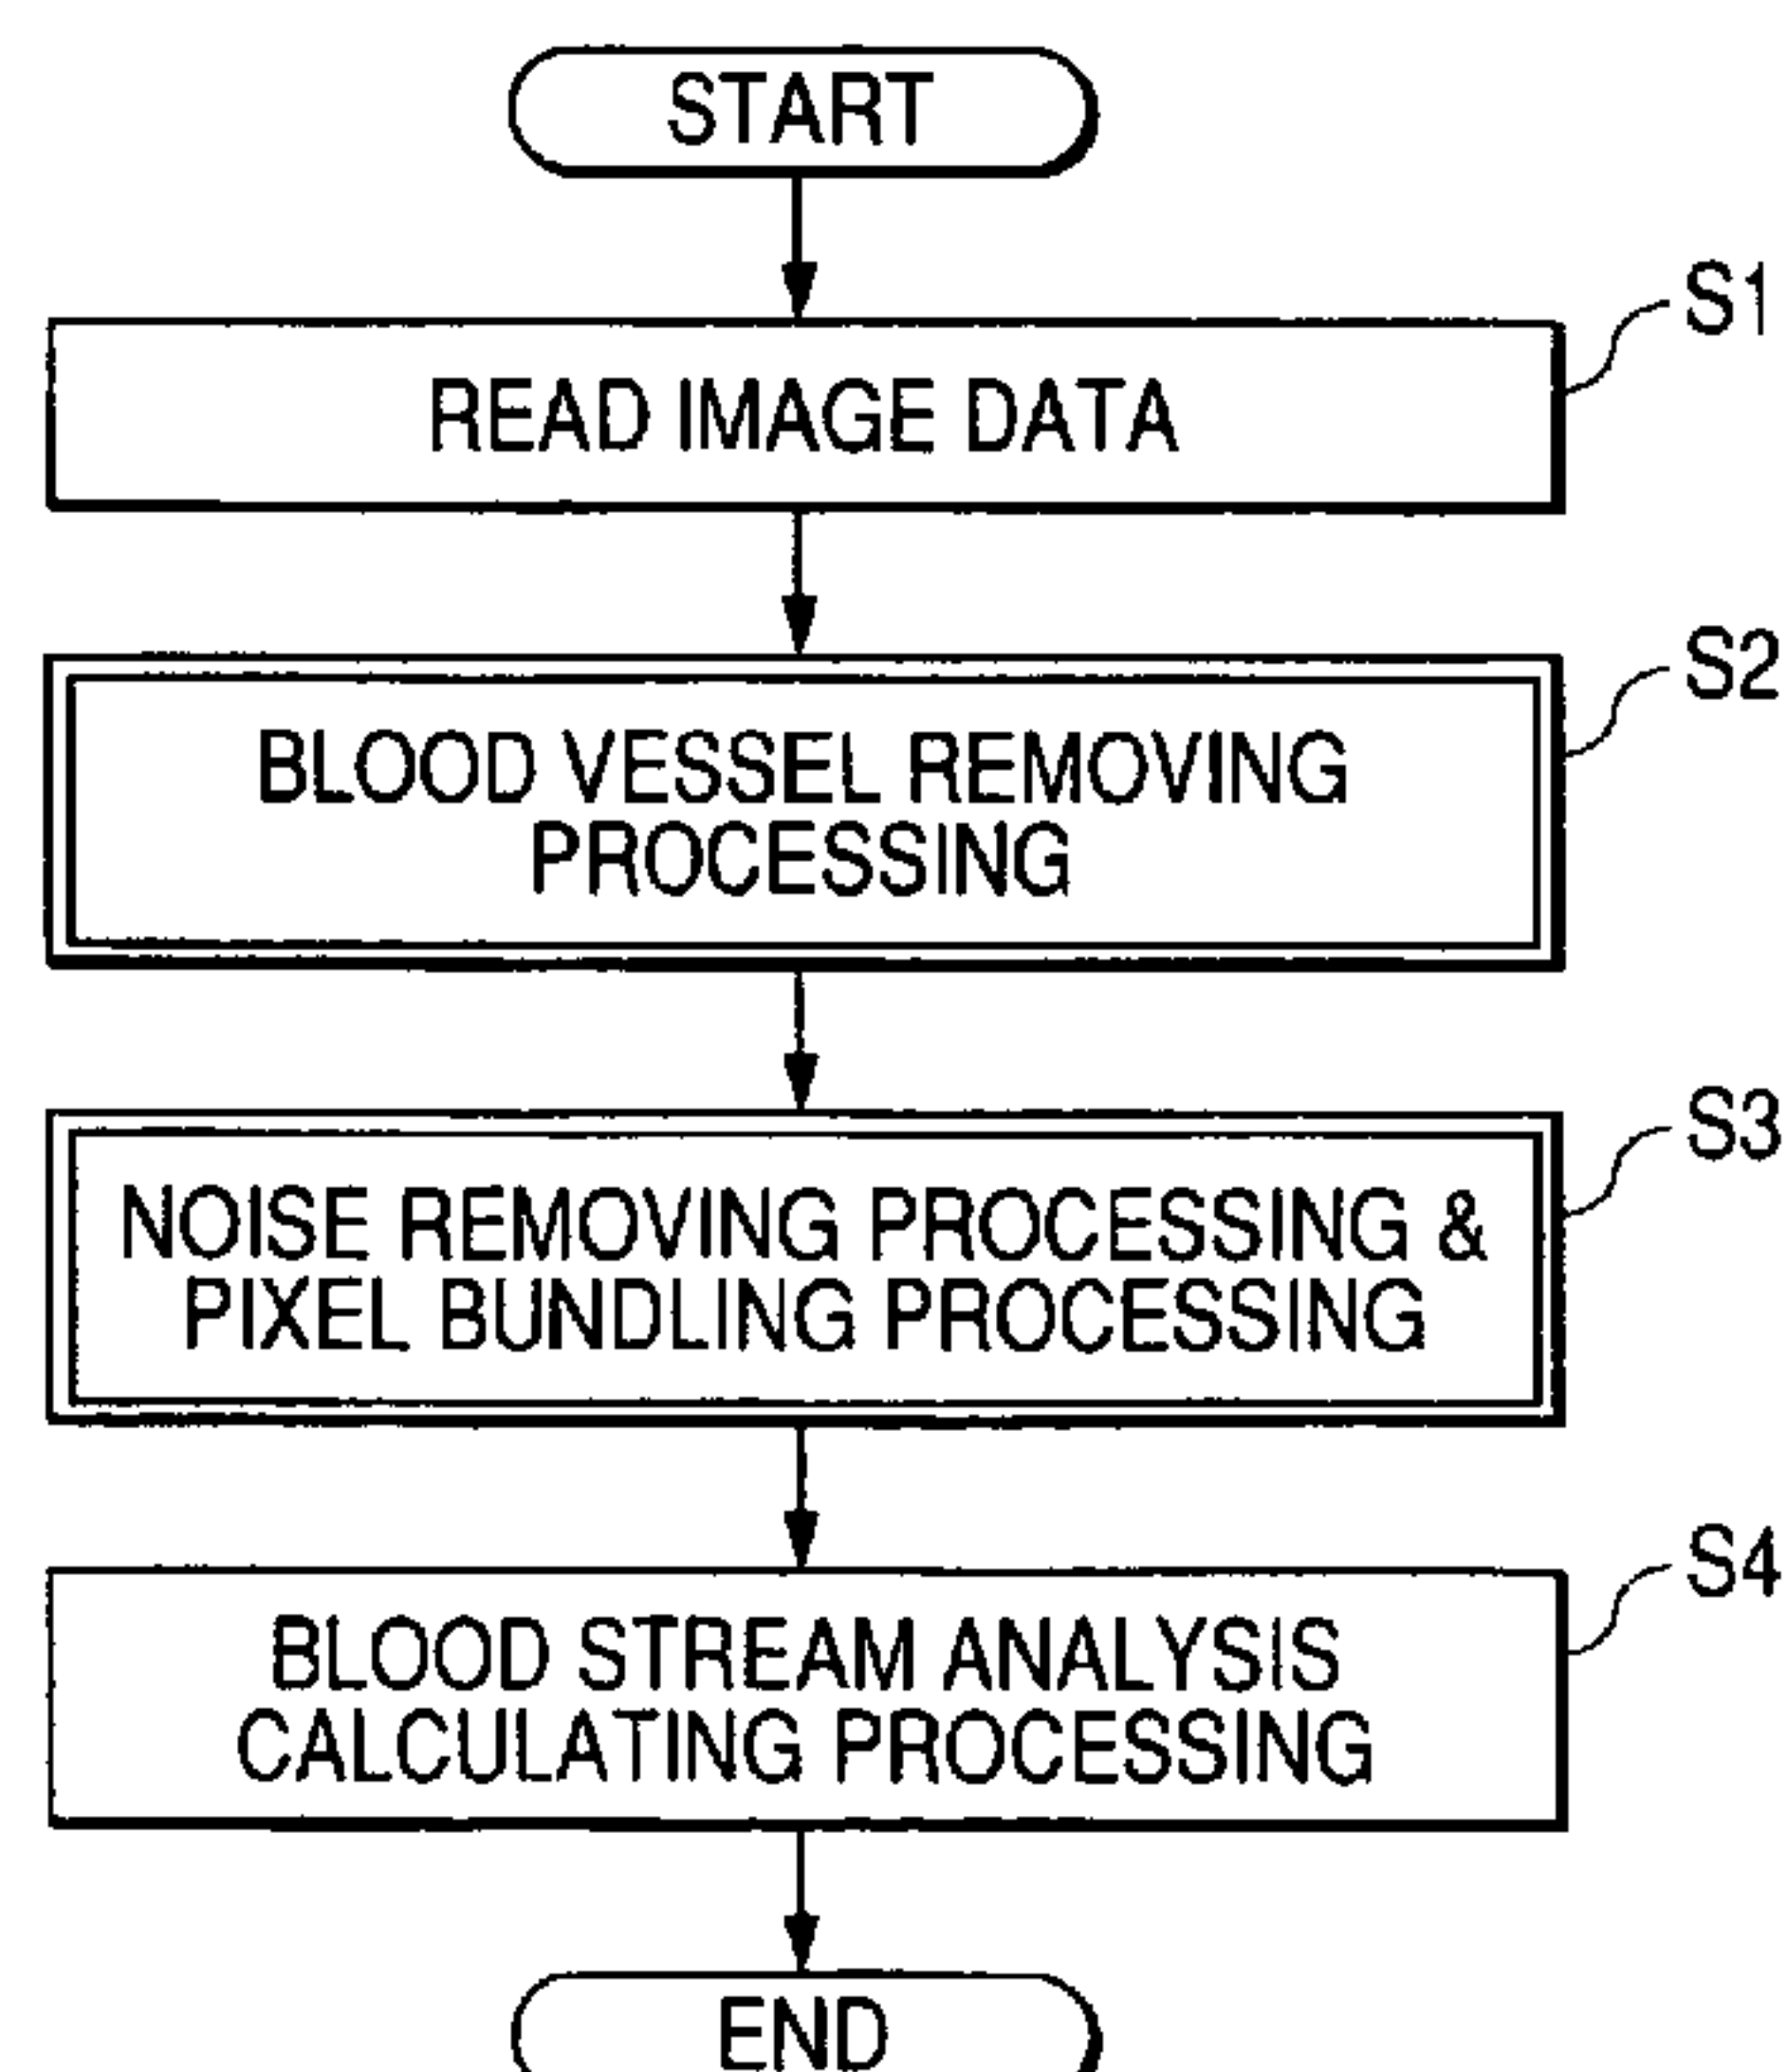 START
S1
READ IMAGE DATA
S2
BLOOD VESSEL REMOVING
PROCESSING
S3
NOISE REMOVING PROCESSING &
PIXEL BUNDLING PROCESSING
S4
BLOOD STREAM ANALYSIS
CALCULATING PROCESSING
END